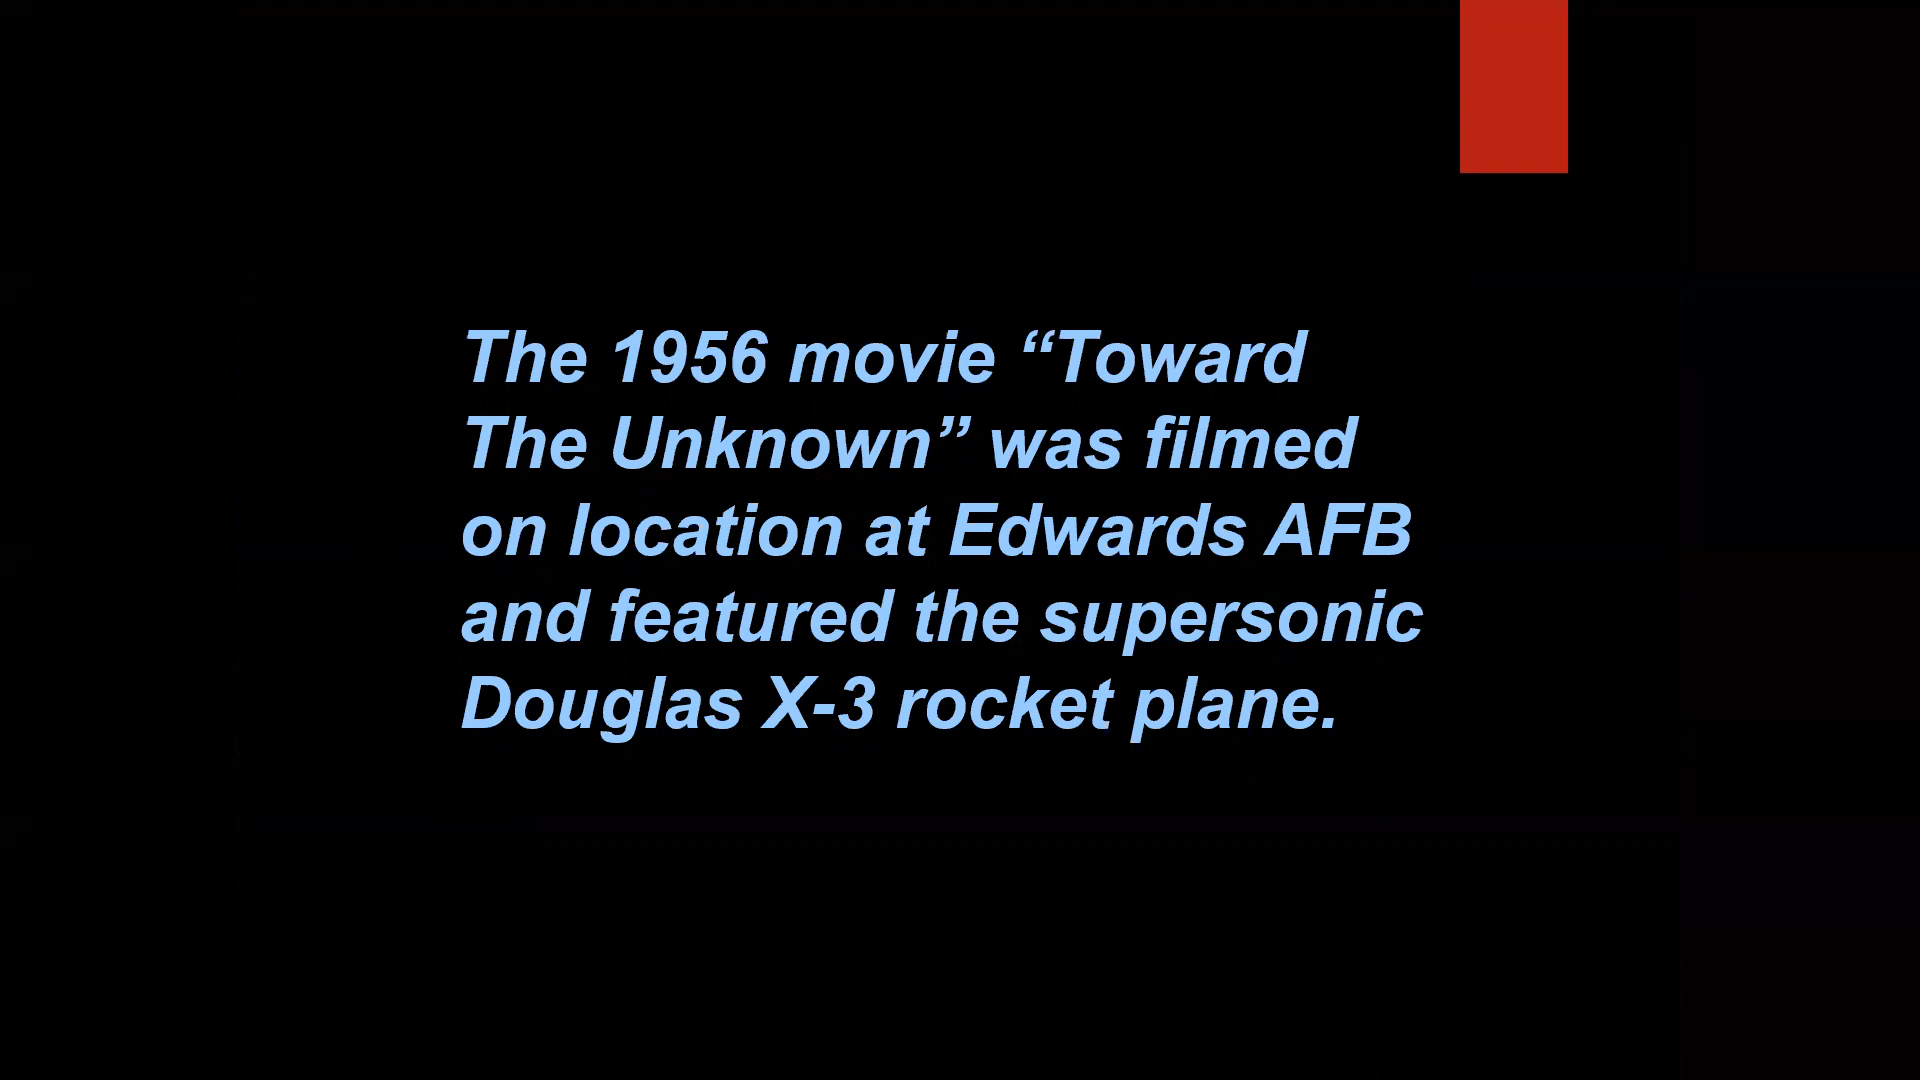 The 1956 movie “Toward
The Unknown” was filmed
on location at Edwards AFB
and featured the supersonic
Douglas X-3 rocket plane.